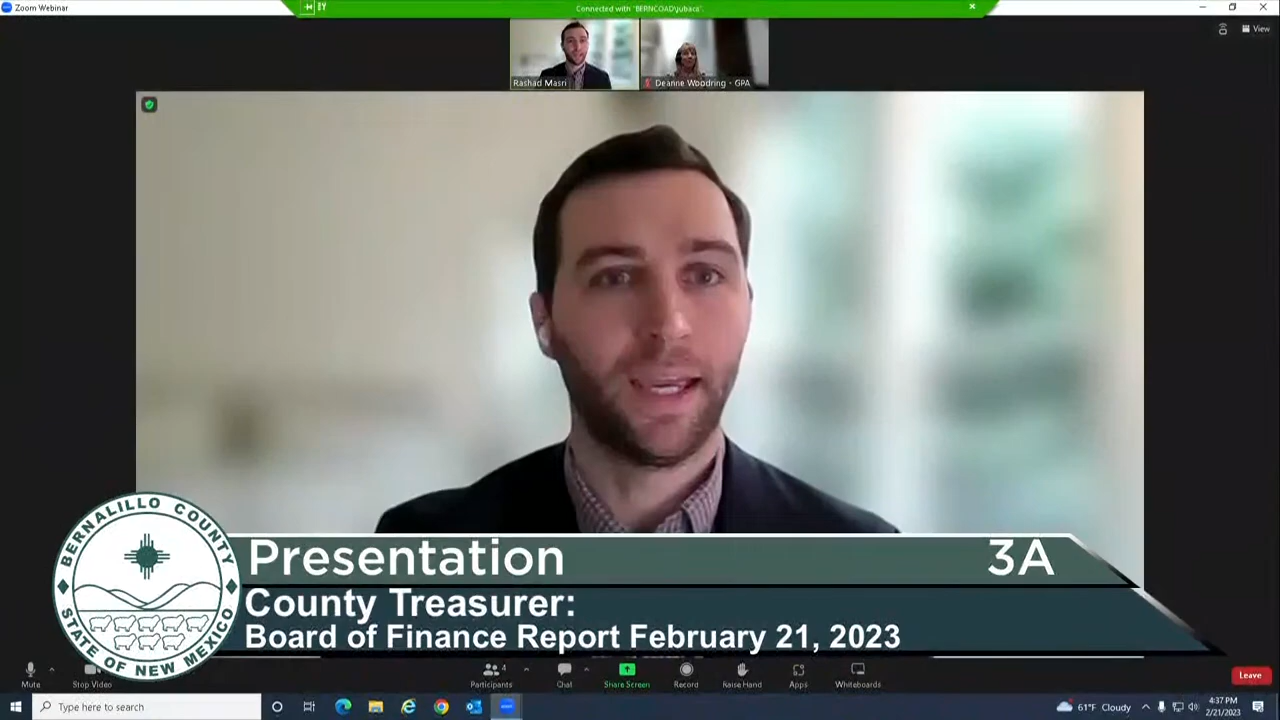 Zoom Webinar
Connected with "BERNCOAD\jubaca".
View
Rashad Masri
Deanne Woodring - GPA
BERNALILLO COUNTY
STATE OF NEW MEXICO
Presentation
3A
County Treasurer:
Board of Finance Report February 21, 2023
Mute
Stop Video
Participants
4
Chat
Share Screen
Record
Raise Hand
Apps
Whiteboards
Leave
Type here to search
61°F Cloudy
4:37 PM
2/21/2023